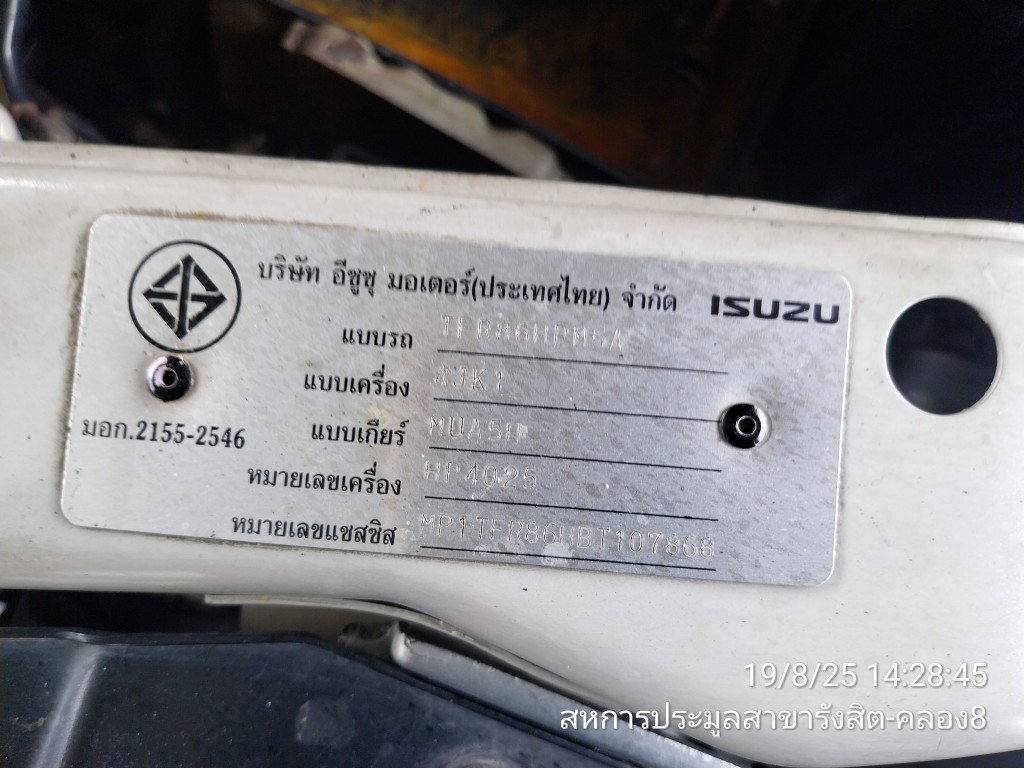 บริษัท อีซูซุ มอเตอร์(ประเทศไทย) จำกัด ISUZU
แบบรถ
แบบเครื่อง 4JK1
แบบเกียร์ MUA5H
มอก.2155-2546
หมายเลขเครื่อง HP4025
หมายเลขแชสซิส MP1TFR86HBT107868
19/8/25 14:28:45
สหการประมูลสาขารังสิต-คลอง8